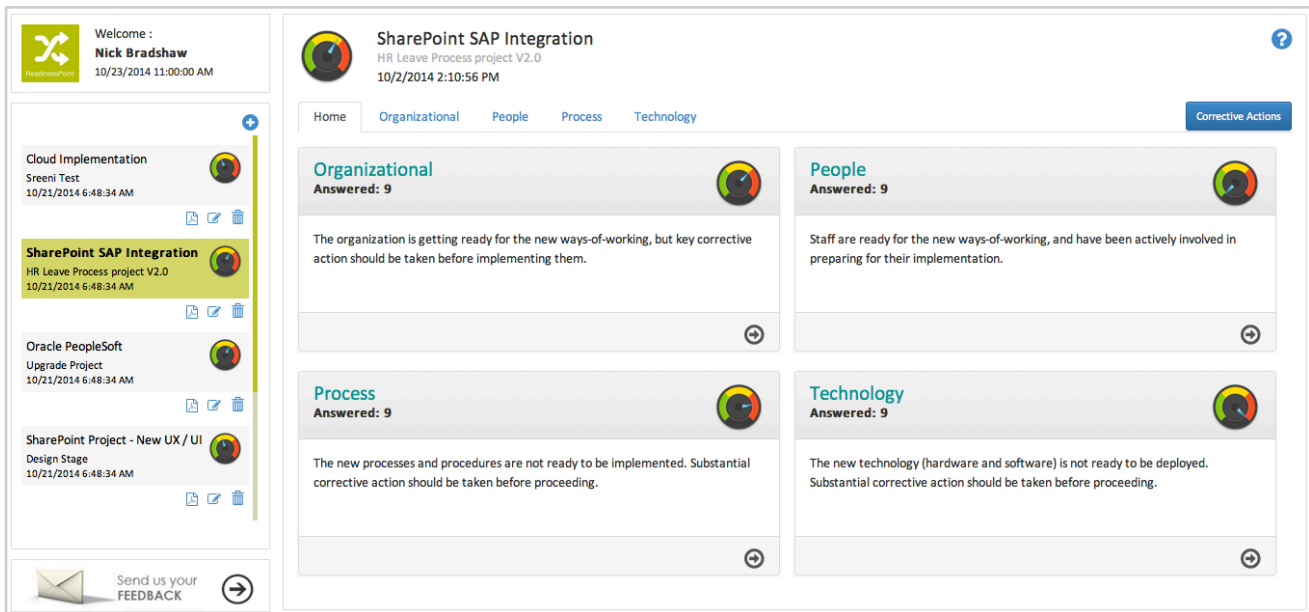 ReadinessPoint
Welcome :
Nick Bradshaw
10/23/2014 11:00:00 AM
Cloud Implementation
Sreeni Test
10/21/2014 6:48:34 AM
SharePoint SAP Integration
HR Leave Process project V2.0
10/21/2014 6:48:34 AM
Oracle PeopleSoft
Upgrade Project
10/21/2014 6:48:34 AM
SharePoint Project - New UX / UI
Design Stage
10/21/2014 6:48:34 AM
Send us your
FEEDBACK
SharePoint SAP Integration
HR Leave Process project V2.0
10/2/2014 2:10:56 PM
?
Home Organizational People Process Technology Corrective Actions
Organizational
Answered: 9
The organization is getting ready for the new ways-of-working, but key corrective
action should be taken before implementing them.
People
Answered: 9
Staff are ready for the new ways-of-working, and have been actively involved in
preparing for their implementation.
Process
Answered: 9
The new processes and procedures are not ready to be implemented. Substantial
corrective action should be taken before proceeding.
Technology
Answered: 9
The new technology (hardware and software) is not ready to be deployed.
Substantial corrective action should be taken before proceeding.